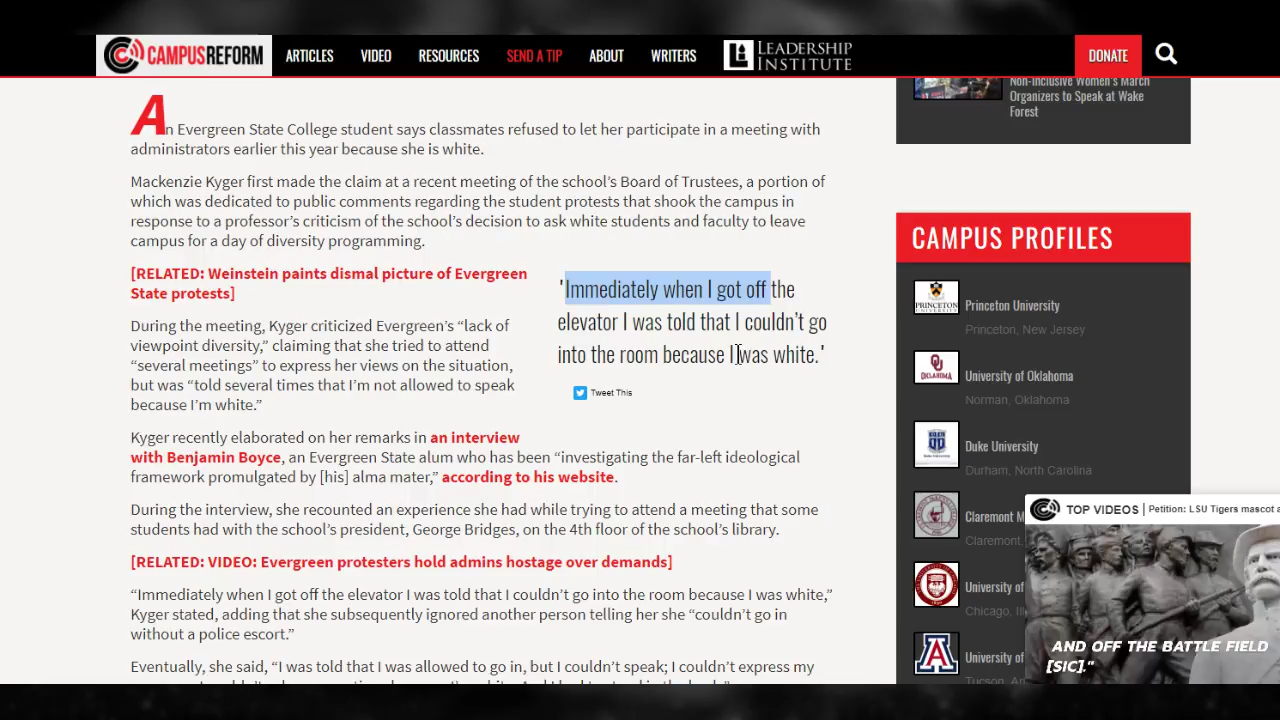 CAMPUSREFORM ARTICLES VIDEO RESOURCES SEND A TIP ABOUT WRITERS LEADERSHIP INSTITUTE DONATE
An Evergreen State College student says classmates refused to let her participate in a meeting with
administrators earlier this year because she is white.
Mackenzie Kyger first made the claim at a recent meeting of the school's Board of Trustees, a portion of
which was dedicated to public comments regarding the student protests that shook the campus in
response to a professor's criticism of the school's decision to ask white students and faculty to leave
campus for a day of diversity programming.
[RELATED: Weinstein paints dismal picture of Evergreen
State protests]
During the meeting, Kyger criticized Evergreen's “lack of
viewpoint diversity,” claiming that she tried to attend
“several meetings” to express her views on the situation,
but was “told several times that I'm not allowed to speak
because I'm white.”
'Immediately when I got off the
elevator I was told that I couldn't go
into the room because I was white.'
Tweet This
Kyger recently elaborated on her remarks in an interview
with Benjamin Boyce, an Evergreen State alum who has been “investigating the far-left ideological
framework promulgated by [his] alma mater,” according to his website.
During the interview, she recounted an experience she had while trying to attend a meeting that some
students had with the school's president, George Bridges, on the 4th floor of the school's library.
[RELATED: VIDEO: Evergreen protesters hold admins hostage over demands]
“Immediately when I got off the elevator I was told that I couldn't go into the room because I was white,”
Kyger stated, adding that she subsequently ignored another person telling her she “couldn't go in
without a police escort.”
Eventually, she said, “I was told that I was allowed to go in, but I couldn't speak; I couldn't express my
Non-Inclusive Women's March
Organizers to Speak at Wake
Forest
CAMPUS PROFILES
PRINCETON
Princeton University
Princeton, New Jersey
OKLAHOMA
University of Oklahoma
Norman, Oklahoma
Duke University
Durham, North Carolina
Claremont M
Claremont,
University of
Chicago, Ill
University of
Tucson, Ar
TOP VIDEOS | Petition: LSU Tigers mascot a
AND OFF THE BATTLE FIELD
[SIC]."